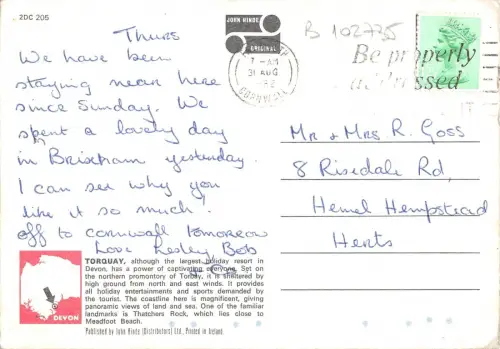 2DC 205
Thurs
We have been
staying near here
since Sunday. We
spent a lovely day
in Brixham yesterday.
I can see why you
like it so much!
off to cornwall tomorrow
Love Lesley Bob
JOHN HINDE
ORIGINAL
B 102735
7 - AM
31 AUG
CORNWALL
Be properly
addressed
Mr & Mrs R. Goss
8 Risedale Rd,
Hemel Hempstead
Herts
TORQUAY, although the largest holiday resort in
Devon, has a power of captivating everyone. Set on
the northern promontory of Torbay, it is sheltered by
high ground from north and east winds. It provides
all holiday entertainments and sports demanded by
the tourist. The coastline here is magnificent, giving
panoramic views of land and sea. One of the familiar
landmarks is Thatchers Rock, which lies close to
Meadfoot Beach.
DEVON
Published by John Hinde (Distributors) Ltd. Printed in Ireland.